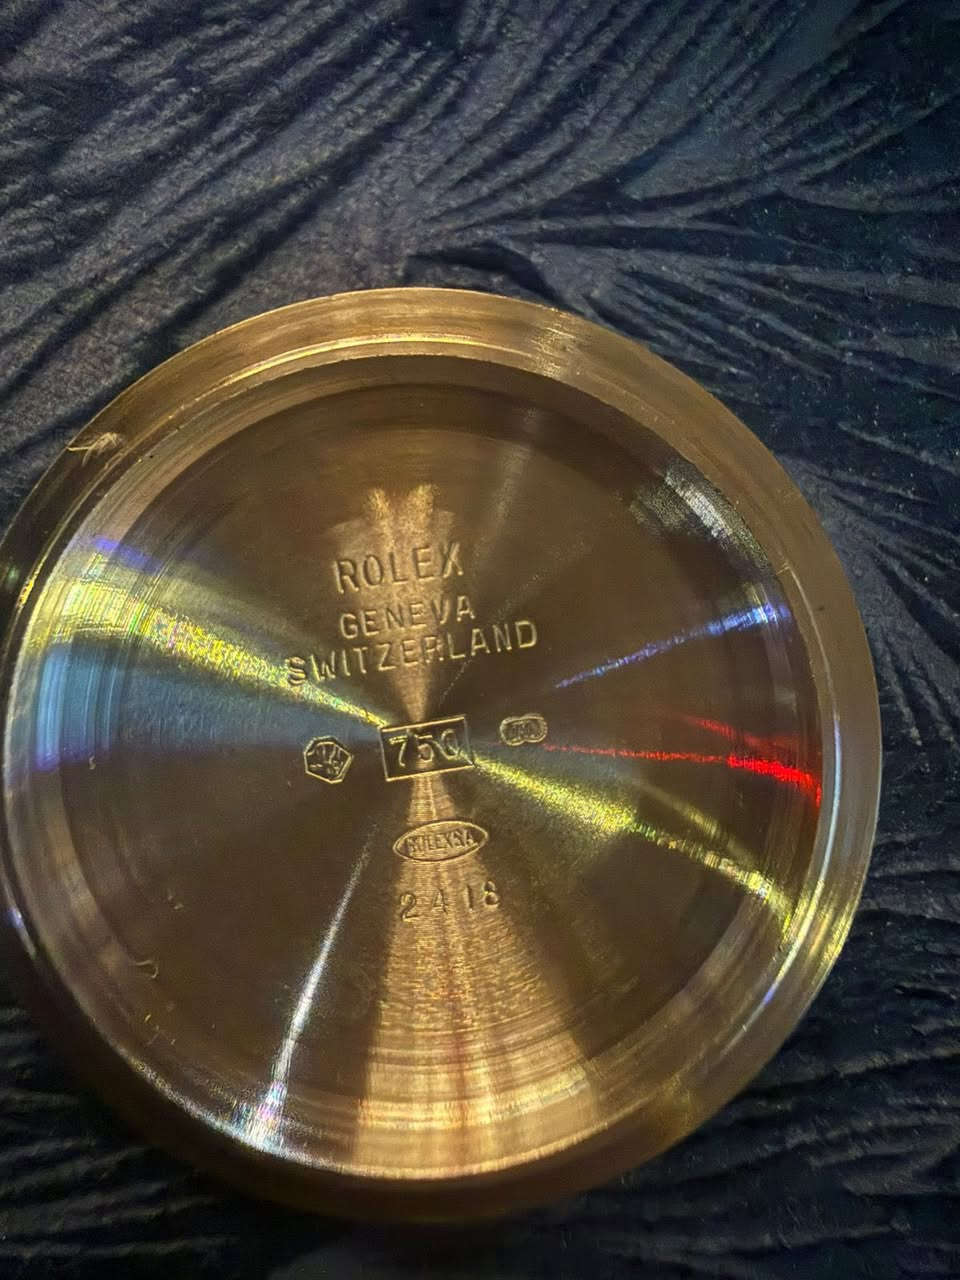 ROLEX
GENEVA
SWITZERLAND
750
ROLEX SA
2418